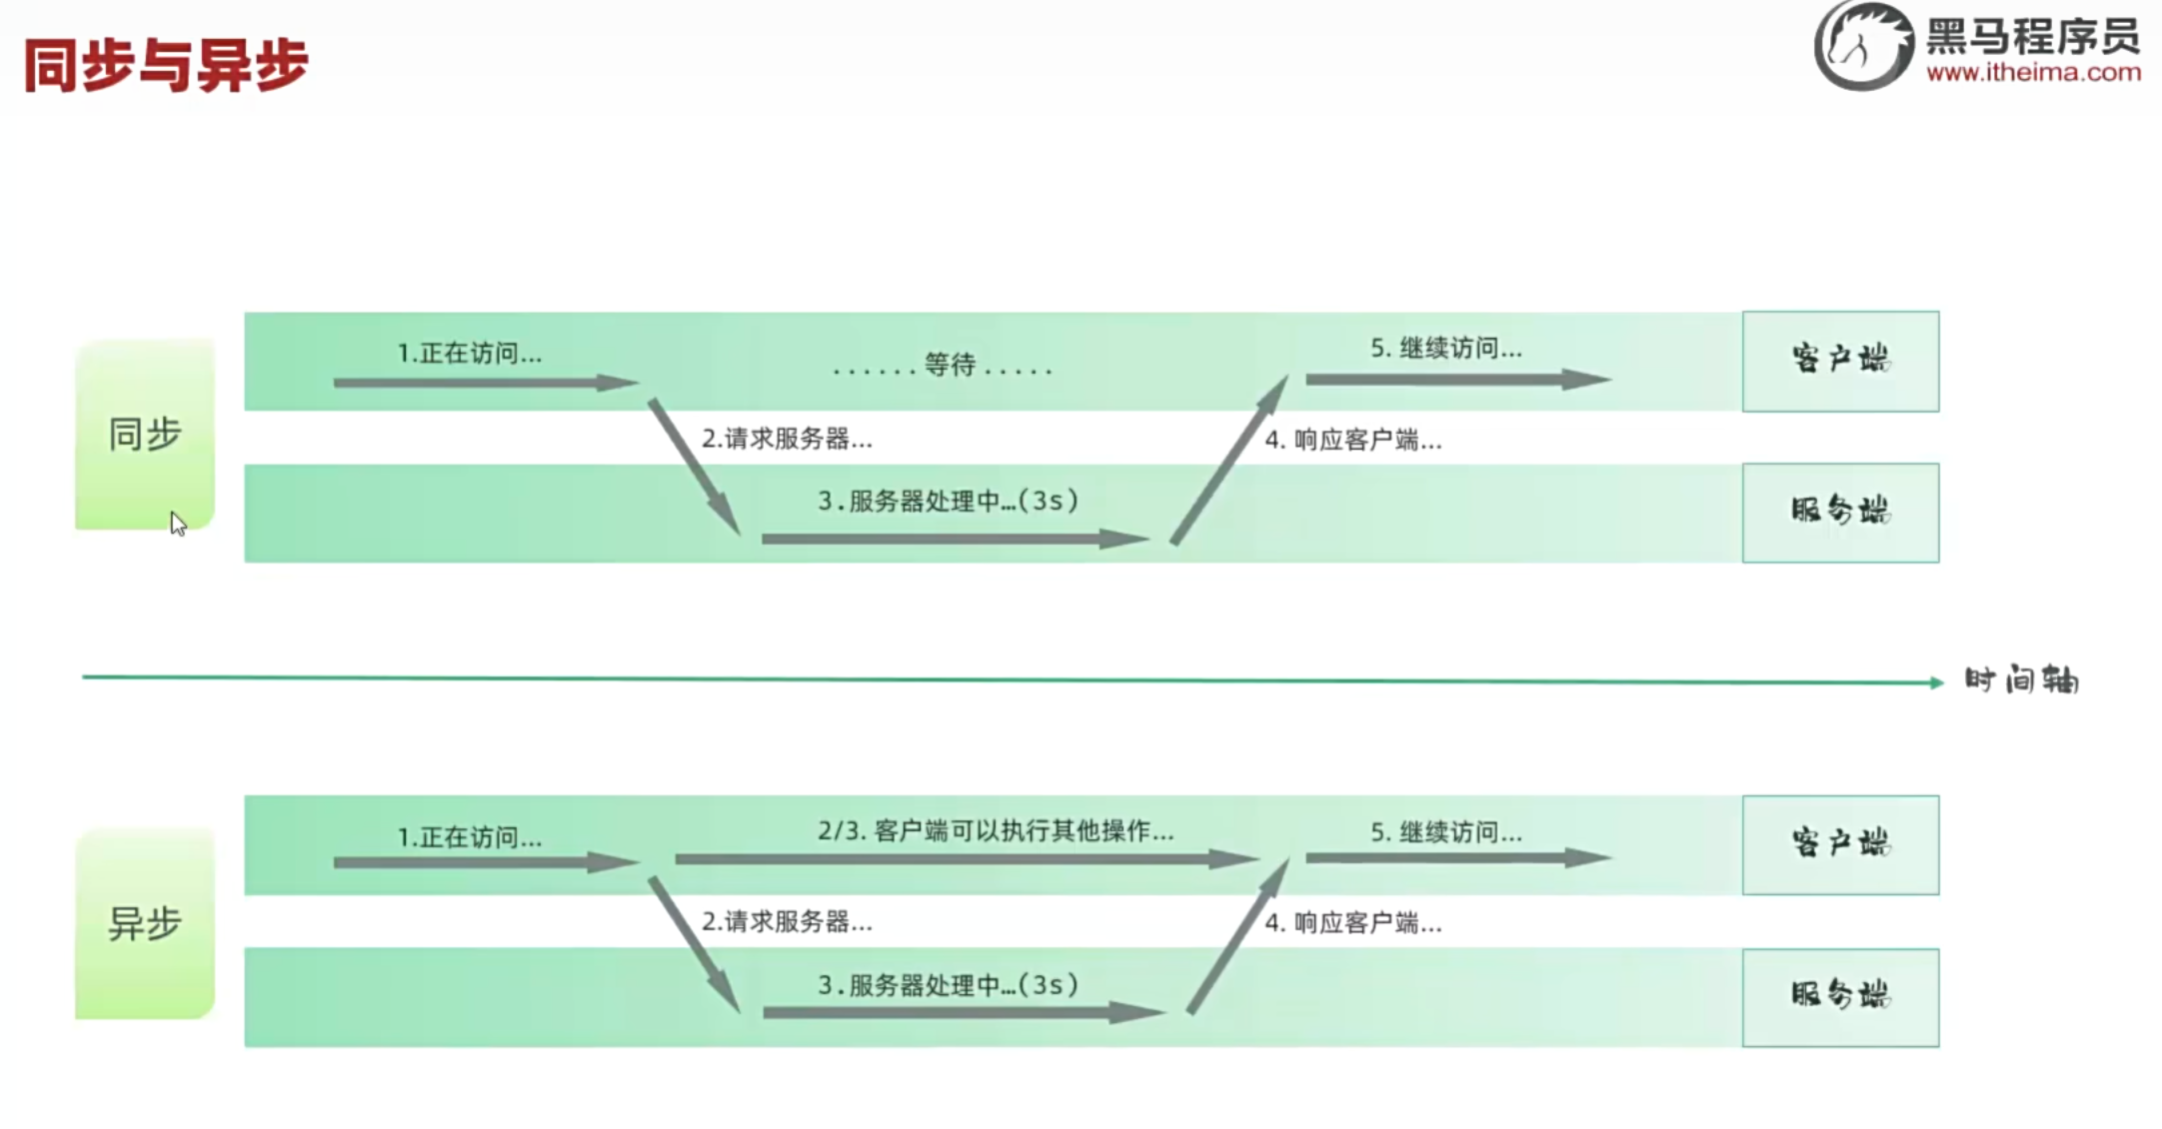 同步与异步
黑马程序员
www.itheima.com
同步
1.正在访问...
......等待.....
5. 继续访问...
客户端
2.请求服务器...
4. 响应客户端...
3.服务器处理中...(3s)
服务端
时间轴
异步
1.正在访问...
2/3. 客户端可以执行其他操作...
5. 继续访问...
客户端
2.请求服务器...
4. 响应客户端...
3.服务器处理中...(3s)
服务端